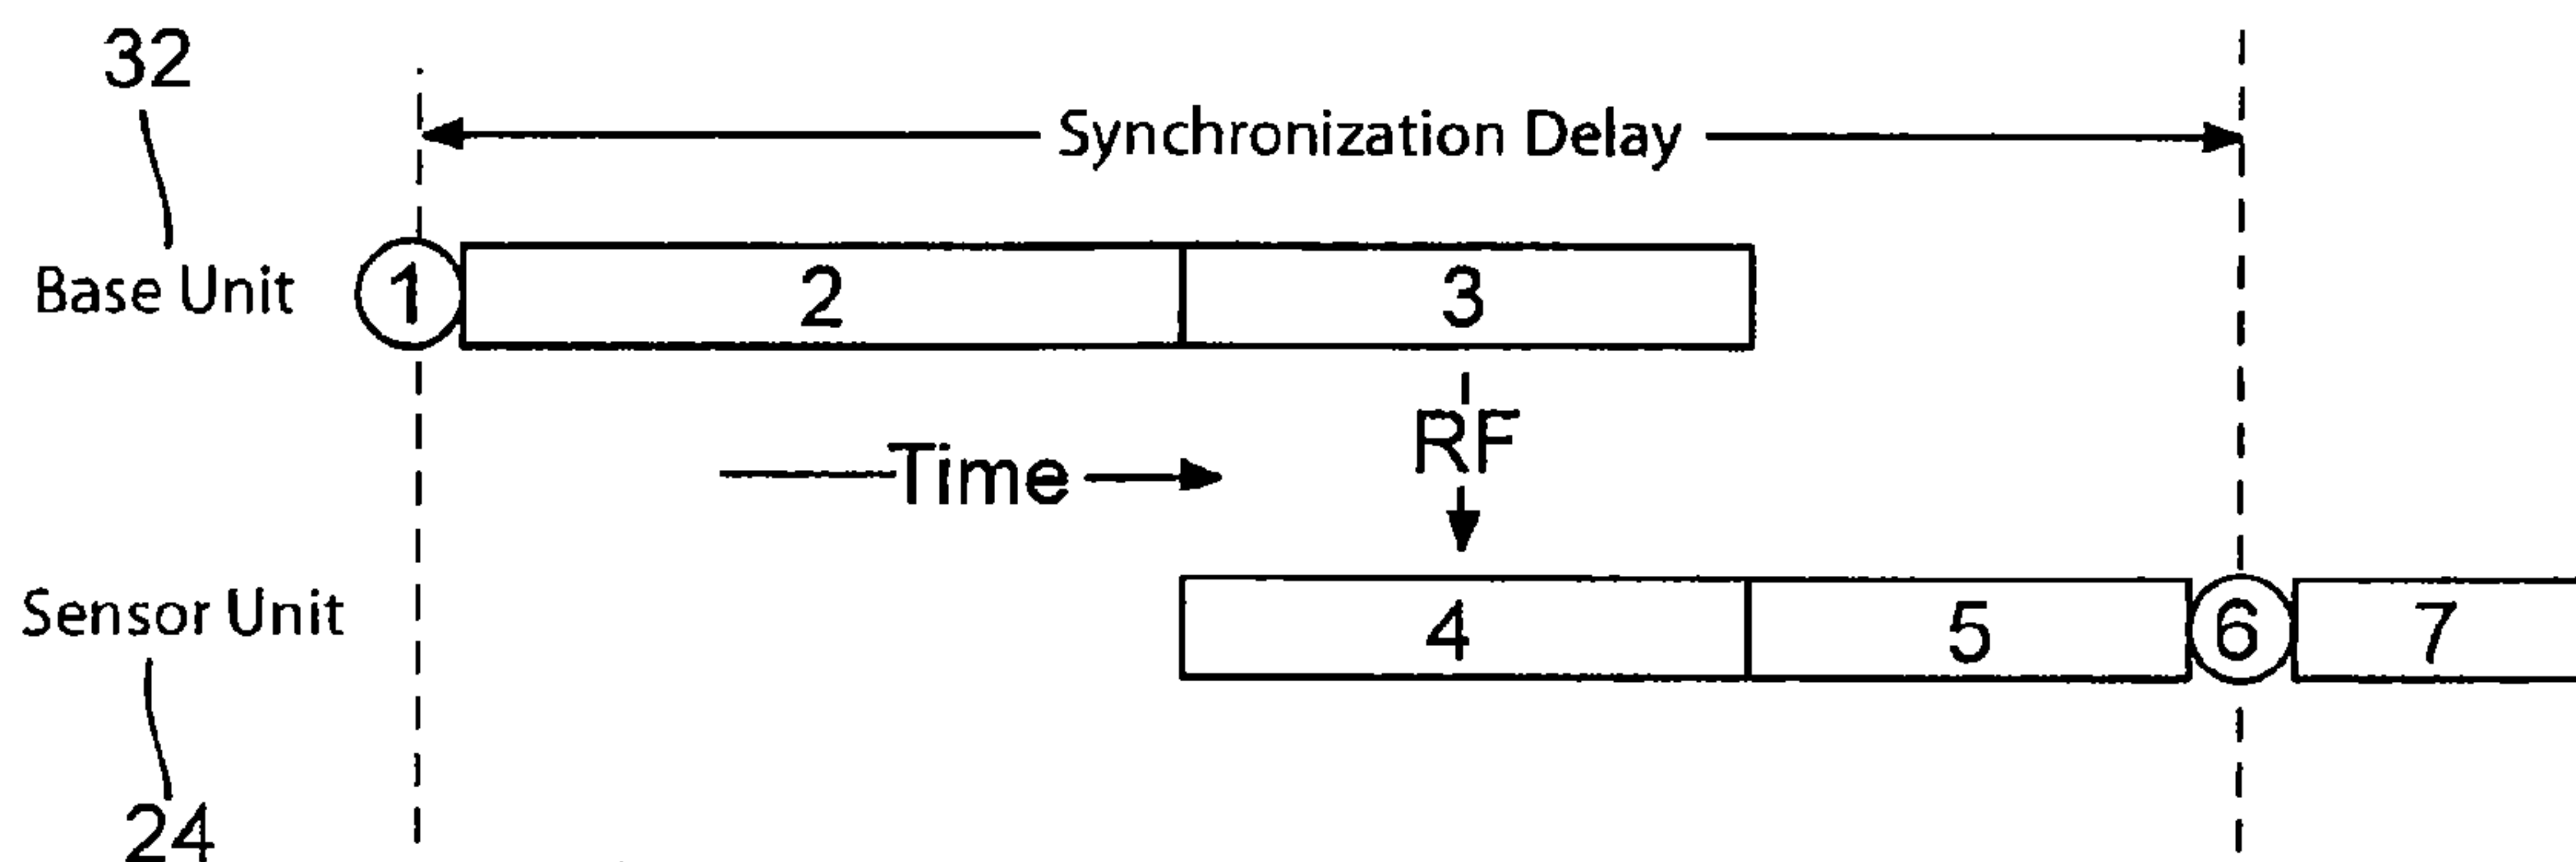 32
Synchronization Delay
Base Unit 1 2 3
RF
Time
Sensor Unit 4 5 6 7
24